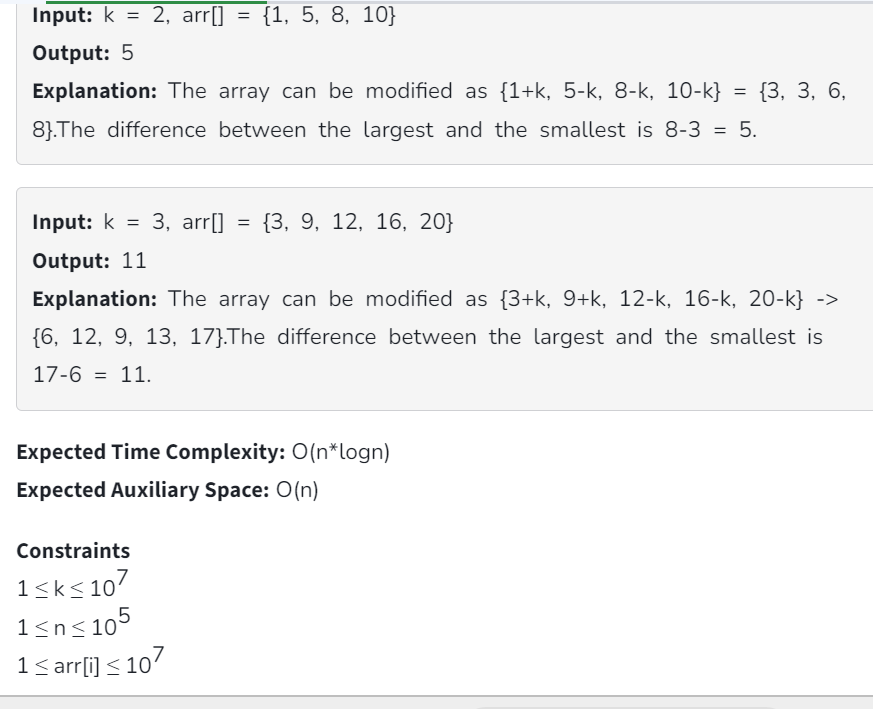 Input: k = 2, arr[] = {1, 5, 8, 10}
Output: 5
Explanation: The array can be modified as {1+k, 5-k, 8-k, 10-k} = {3, 3, 6,
8}.The difference between the largest and the smallest is 8-3 = 5.
Input: k = 3, arr[] = {3, 9, 12, 16, 20}
Output: 11
Explanation: The array can be modified as {3+k, 9+k, 12-k, 16-k, 20-k} ->
{6, 12, 9, 13, 17}.The difference between the largest and the smallest is
17-6 = 11.
Expected Time Complexity: O(n*logn)
Expected Auxiliary Space: O(n)
Constraints
1 ≤ k ≤ 10^7
1 ≤ n ≤ 10^5
1 ≤ arr[i] ≤ 10^7